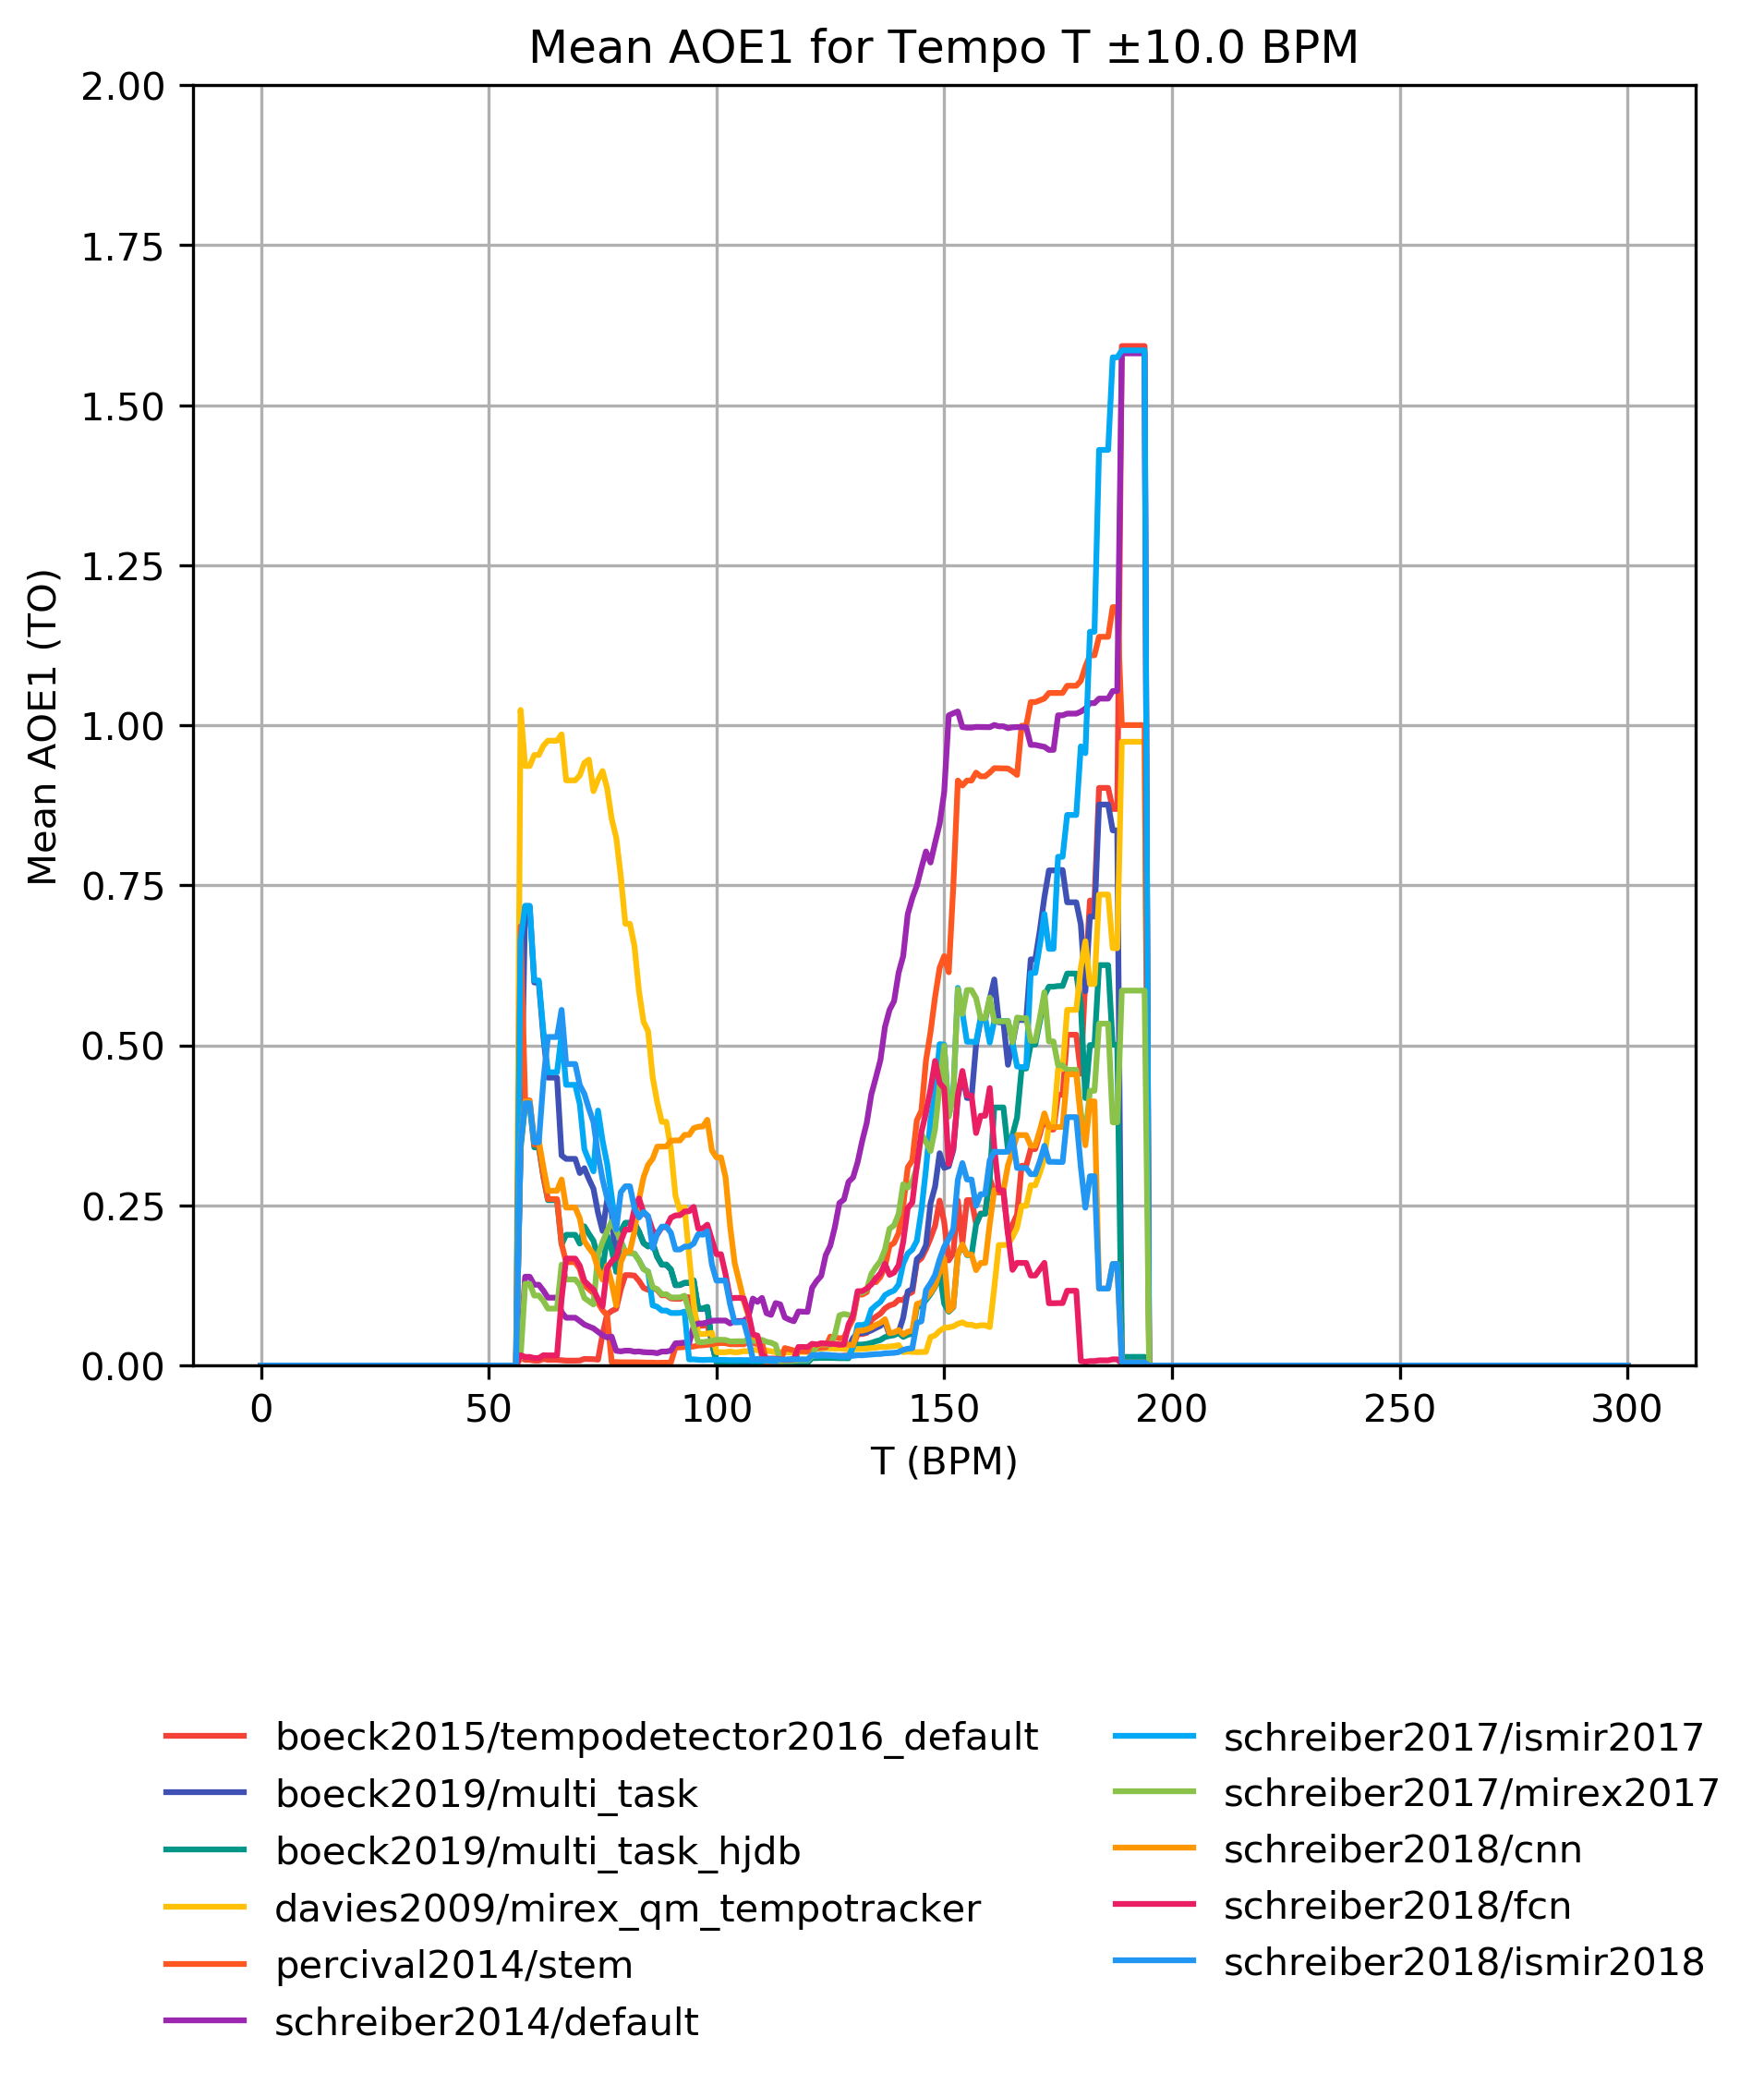 Mean AOE1 for Tempo T ±10.0 BPM
2.00
1.75
1.50
1.25
1.00
0.75
0.50
0.25
0.00
Mean AOE1 (TO)
0 50 100 150 200 250 300
T (BPM)
boeck2015/tempodetector2016_default
boeck2019/multi_task
boeck2019/multi_task_hjdb
davies2009/mirex_qm_tempotracker
percival2014/stem
schreiber2014/default
schreiber2017/ismir2017
schreiber2017/mirex2017
schreiber2018/cnn
schreiber2018/fcn
schreiber2018/ismir2018